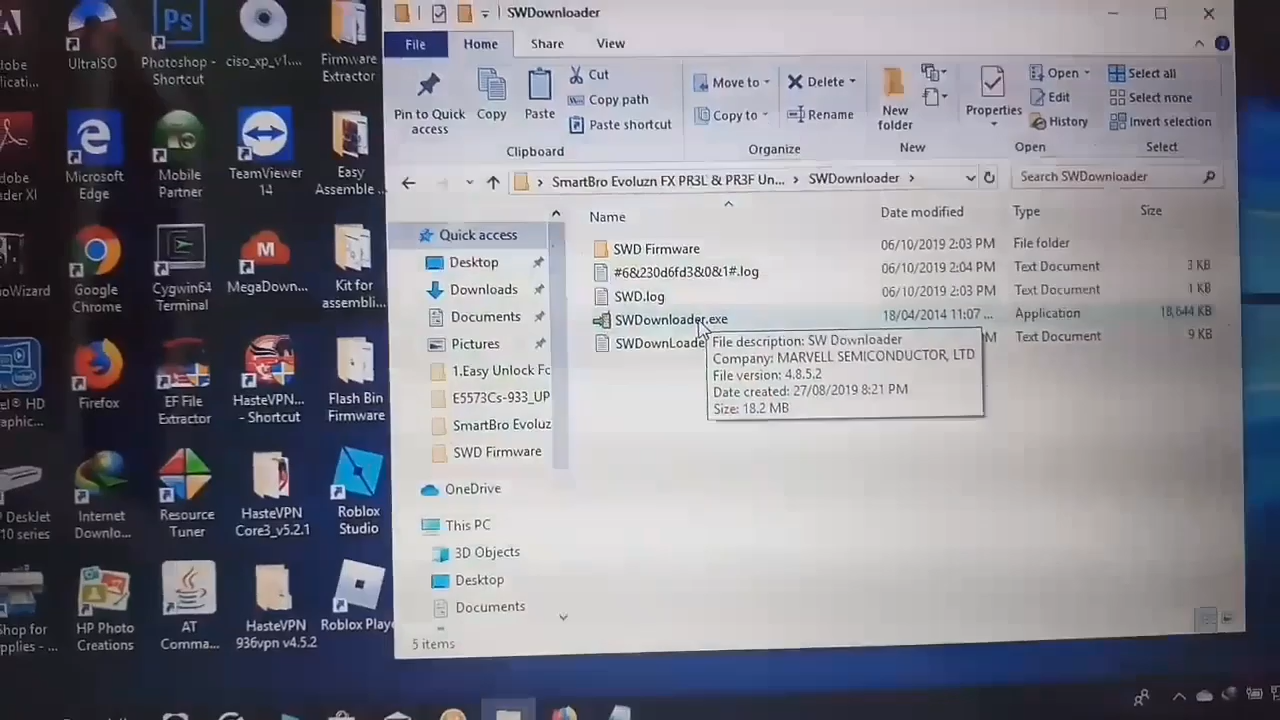 SWDownloader
File
Home
Share
View
Pin to Quick access
Copy
Paste
Cut
Copy path
Paste shortcut
Clipboard
Move to
Copy to
Delete
Rename
Organize
New folder
New
Properties
Open
Edit
History
Open
Select all
Select none
Invert selection
Select
SmartBro Evoluzn FX PR3L & PR3F Un... > SWDownloader >
Search SWDownloader
Name
Date modified
Type
Size
SWD Firmware 06/10/2019 2:03 PM File folder
#6&230d6fd3&0&1#.log 06/10/2019 2:04 PM Text Document 3 KB
SWD.log 06/10/2019 2:03 PM Text Document 1 KB
SWDownloader.exe 18/04/2014 11:07 ... Application 18,644 KB
SWDownLoade Text Document 9 KB
File description: SW Downloader
Company: MARVELL SEMICONDUCTOR, LTD
File version: 4.8.5.2
Date created: 27/08/2019 8:21 PM
Size: 18.2 MB
Quick access
Desktop
Downloads
Documents
Pictures
1.Easy Unlock Fc
E5573Cs-933_UP
SmartBro Evoluz
SWD Firmware
OneDrive
This PC
3D Objects
Desktop
Documents
5 items
UltraISO
Ps
Photoshop - Shortcut
ciso_xp_v1....
Firmware Extractor
Adobe
Microsoft Edge
Mobile Partner
TeamViewer 14
Easy Assemble ...
Google Chrome
Cygwin64 Terminal
MegaDown...
Kit for assembli...
Firefox
EF File Extractor
HasteVPN... - Shortcut
Flash Bin Firmware
DeskJet
10 series
Internet Downlo...
Resource Tuner
HasteVPN Core3_v5.2.1
Roblox Studio
Shop for
HP Photo Creations
AT Comma...
HasteVPN 936vpn v4.5.2
Roblox Playe